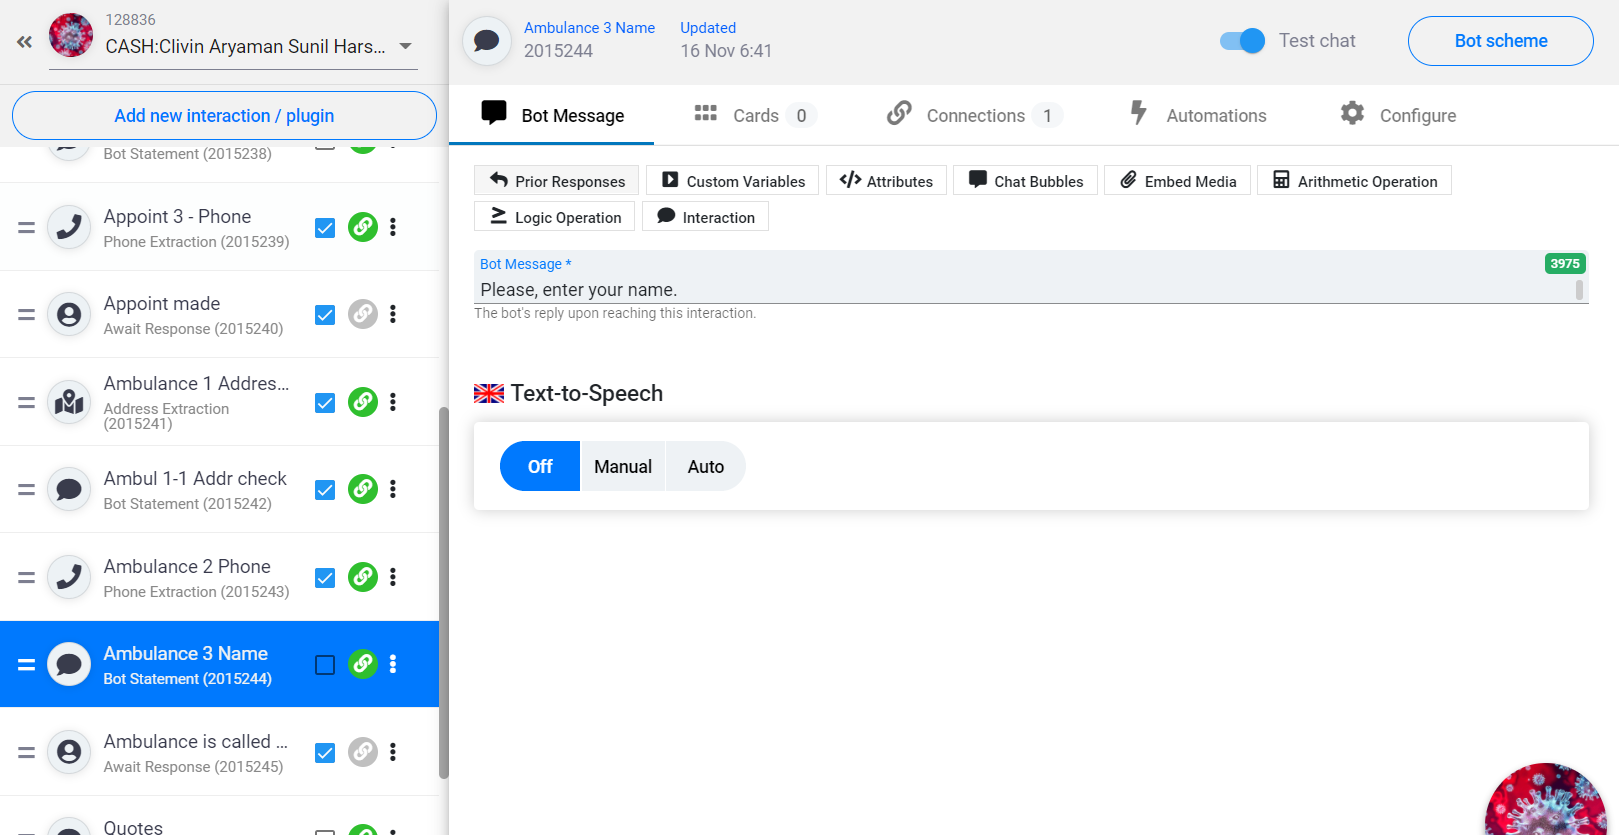 128836
CASH:Clivin Aryaman Sunil Hars...
Add new interaction / plugin
Bot Statement (2015238)
Appoint 3 - Phone
Phone Extraction (2015239)
Appoint made
Await Response (2015240)
Ambulance 1 Addres...
Address Extraction
(2015241)
Ambul 1-1 Addr check
Bot Statement (2015242)
Ambulance 2 Phone
Phone Extraction (2015243)
Ambulance 3 Name
Bot Statement (2015244)
Ambulance is called ...
Await Response (2015245)
Quotes
Ambulance 3 Name
2015244
Updated
16 Nov 6:41
Test chat
Bot scheme
Bot Message
Cards 0
Connections 1
Automations
Configure
Prior Responses
Custom Variables
Attributes
Chat Bubbles
Embed Media
Arithmetic Operation
Logic Operation
Interaction
Bot Message *
3975
Please, enter your name.
The bot's reply upon reaching this interaction.
Text-to-Speech
Off
Manual
Auto